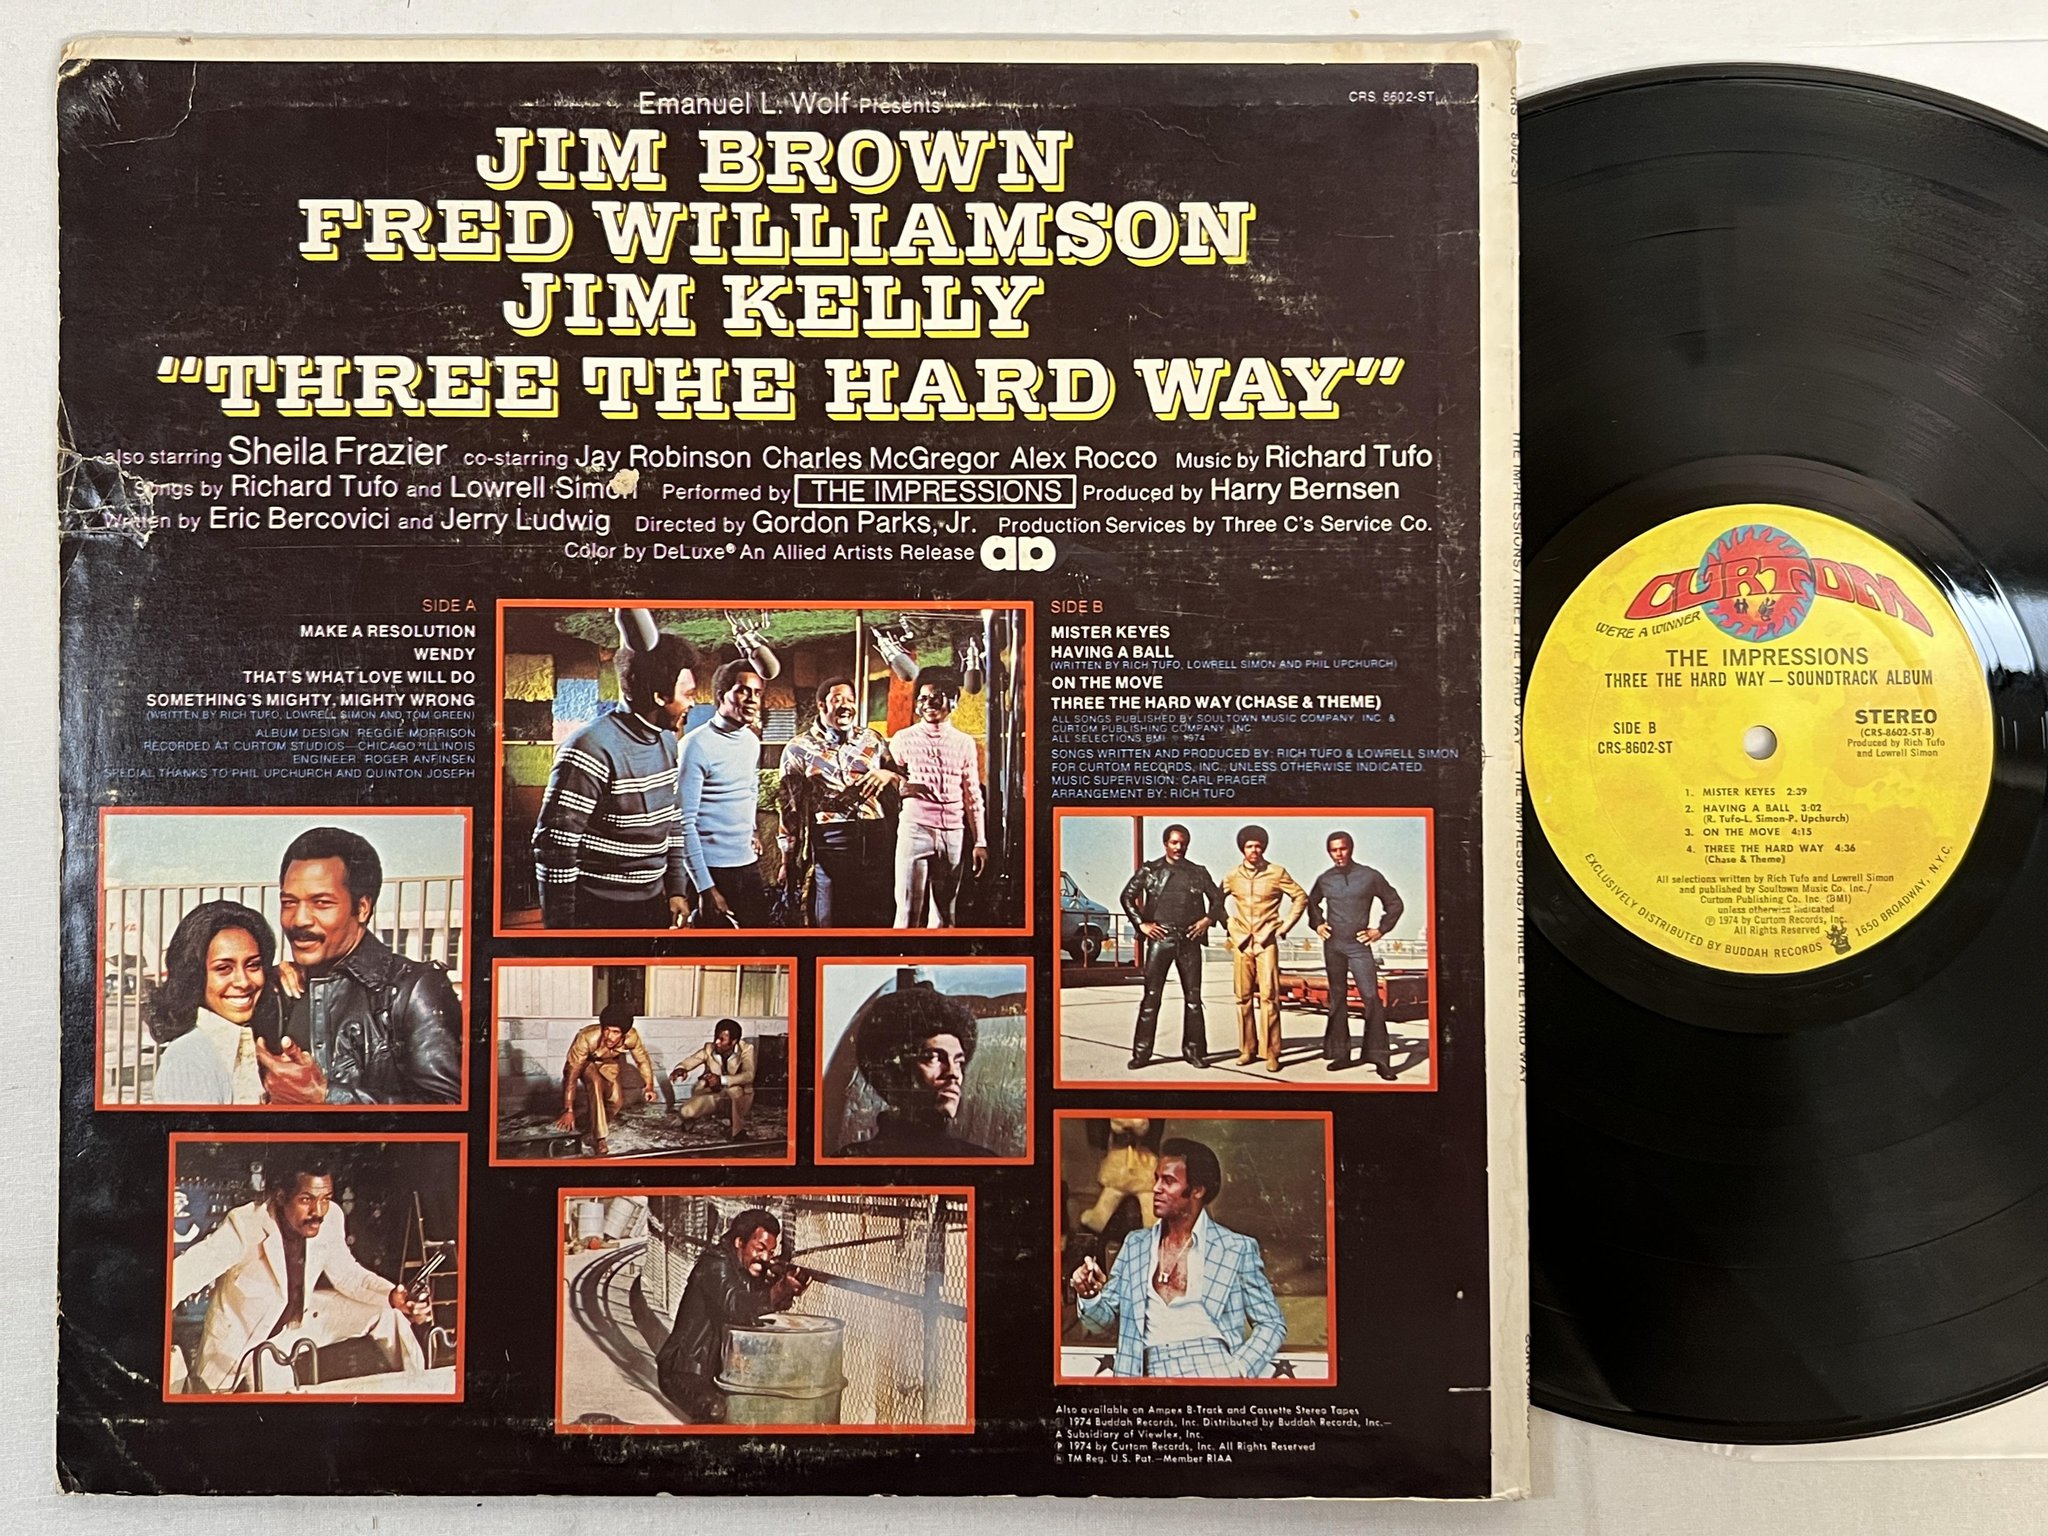 Emanuel L. Wolf Presents
CRS 8602-ST
JIM BROWN
FRED WILLIAMSON
JIM KELLY
"THREE THE HARD WAY"
also starring Sheila Frazier co-starring Jay Robinson Charles McGregor Alex Rocco Music by Richard Tufo
Songs by Richard Tufo and Lowrell Simon Performed by THE IMPRESSIONS Produced by Harry Bernsen
Written by Eric Bercovici and Jerry Ludwig Directed by Gordon Parks, Jr. Production Services by Three C's Service Co.
Color by DeLuxe® An Allied Artists Release aa
SIDE A
MAKE A RESOLUTION
WENDY
THAT'S WHAT LOVE WILL DO
SOMETHING'S MIGHTY, MIGHTY WRONG
(WRITTEN BY RICH TUFO, LOWRELL SIMON AND TOM GREEN)
ALBUM DESIGN: REGGIE MORRISON
RECORDED AT CURTOM STUDIOS—CHICAGO, ILLINOIS
ENGINEER: ROGER ANFINSEN
SPECIAL THANKS TO PHIL UPCHURCH AND QUINTON JOSEPH
SIDE B
MISTER KEYES
HAVING A BALL
(WRITTEN BY RICH TUFO, LOWRELL SIMON AND PHIL UPCHURCH)
ON THE MOVE
THREE THE HARD WAY (CHASE & THEME)
ALL SONGS PUBLISHED BY SOULTOWN MUSIC COMPANY, INC. &
CURTOM PUBLISHING COMPANY, INC.
ALL SELECTIONS BMI ℗ 1974
SONGS WRITTEN AND PRODUCED BY: RICH TUFO & LOWRELL SIMON
FOR CURTOM RECORDS, INC., UNLESS OTHERWISE INDICATED.
MUSIC SUPERVISION: CARL PRAGER
ARRANGEMENT BY: RICH TUFO
Also available on Ampex 8-Track and Cassette Stereo Tapes
© 1974 Buddah Records, Inc. Distributed by Buddah Records, Inc.—
A Subsidiary of Viewlex, Inc.
℗ 1974 by Curtom Records, Inc. All Rights Reserved
® TM Reg. U.S. Pat.—Member RIAA
CRS 8602-ST
THE IMPRESSIONS/THREE THE HARD WAY
THE IMPRESSIONS/THREE THE HARD WAY
CURTOM
WE'RE A WINNER
THE IMPRESSIONS
THREE THE HARD WAY — SOUNDTRACK ALBUM
SIDE B
CRS-8602-ST
STEREO
(CRS-8602-ST-B)
Produced by Rich Tufo
and Lowrell Simon
1. MISTER KEYES 2:39
2. HAVING A BALL 3:02
(R. Tufo-L. Simon-P. Upchurch)
3. ON THE MOVE 4:15
4. THREE THE HARD WAY 4:36
(Chase & Theme)
All selections written by Rich Tufo and Lowrell Simon
and published by Soultown Music Co. Inc./
Curtom Publishing Co. Inc. (BMI)
unless otherwise indicated
℗ 1974 by Curtom Records, Inc.
All Rights Reserved
EXCLUSIVELY DISTRIBUTED BY BUDDAH RECORDS 1650 BROADWAY, N.Y.C.